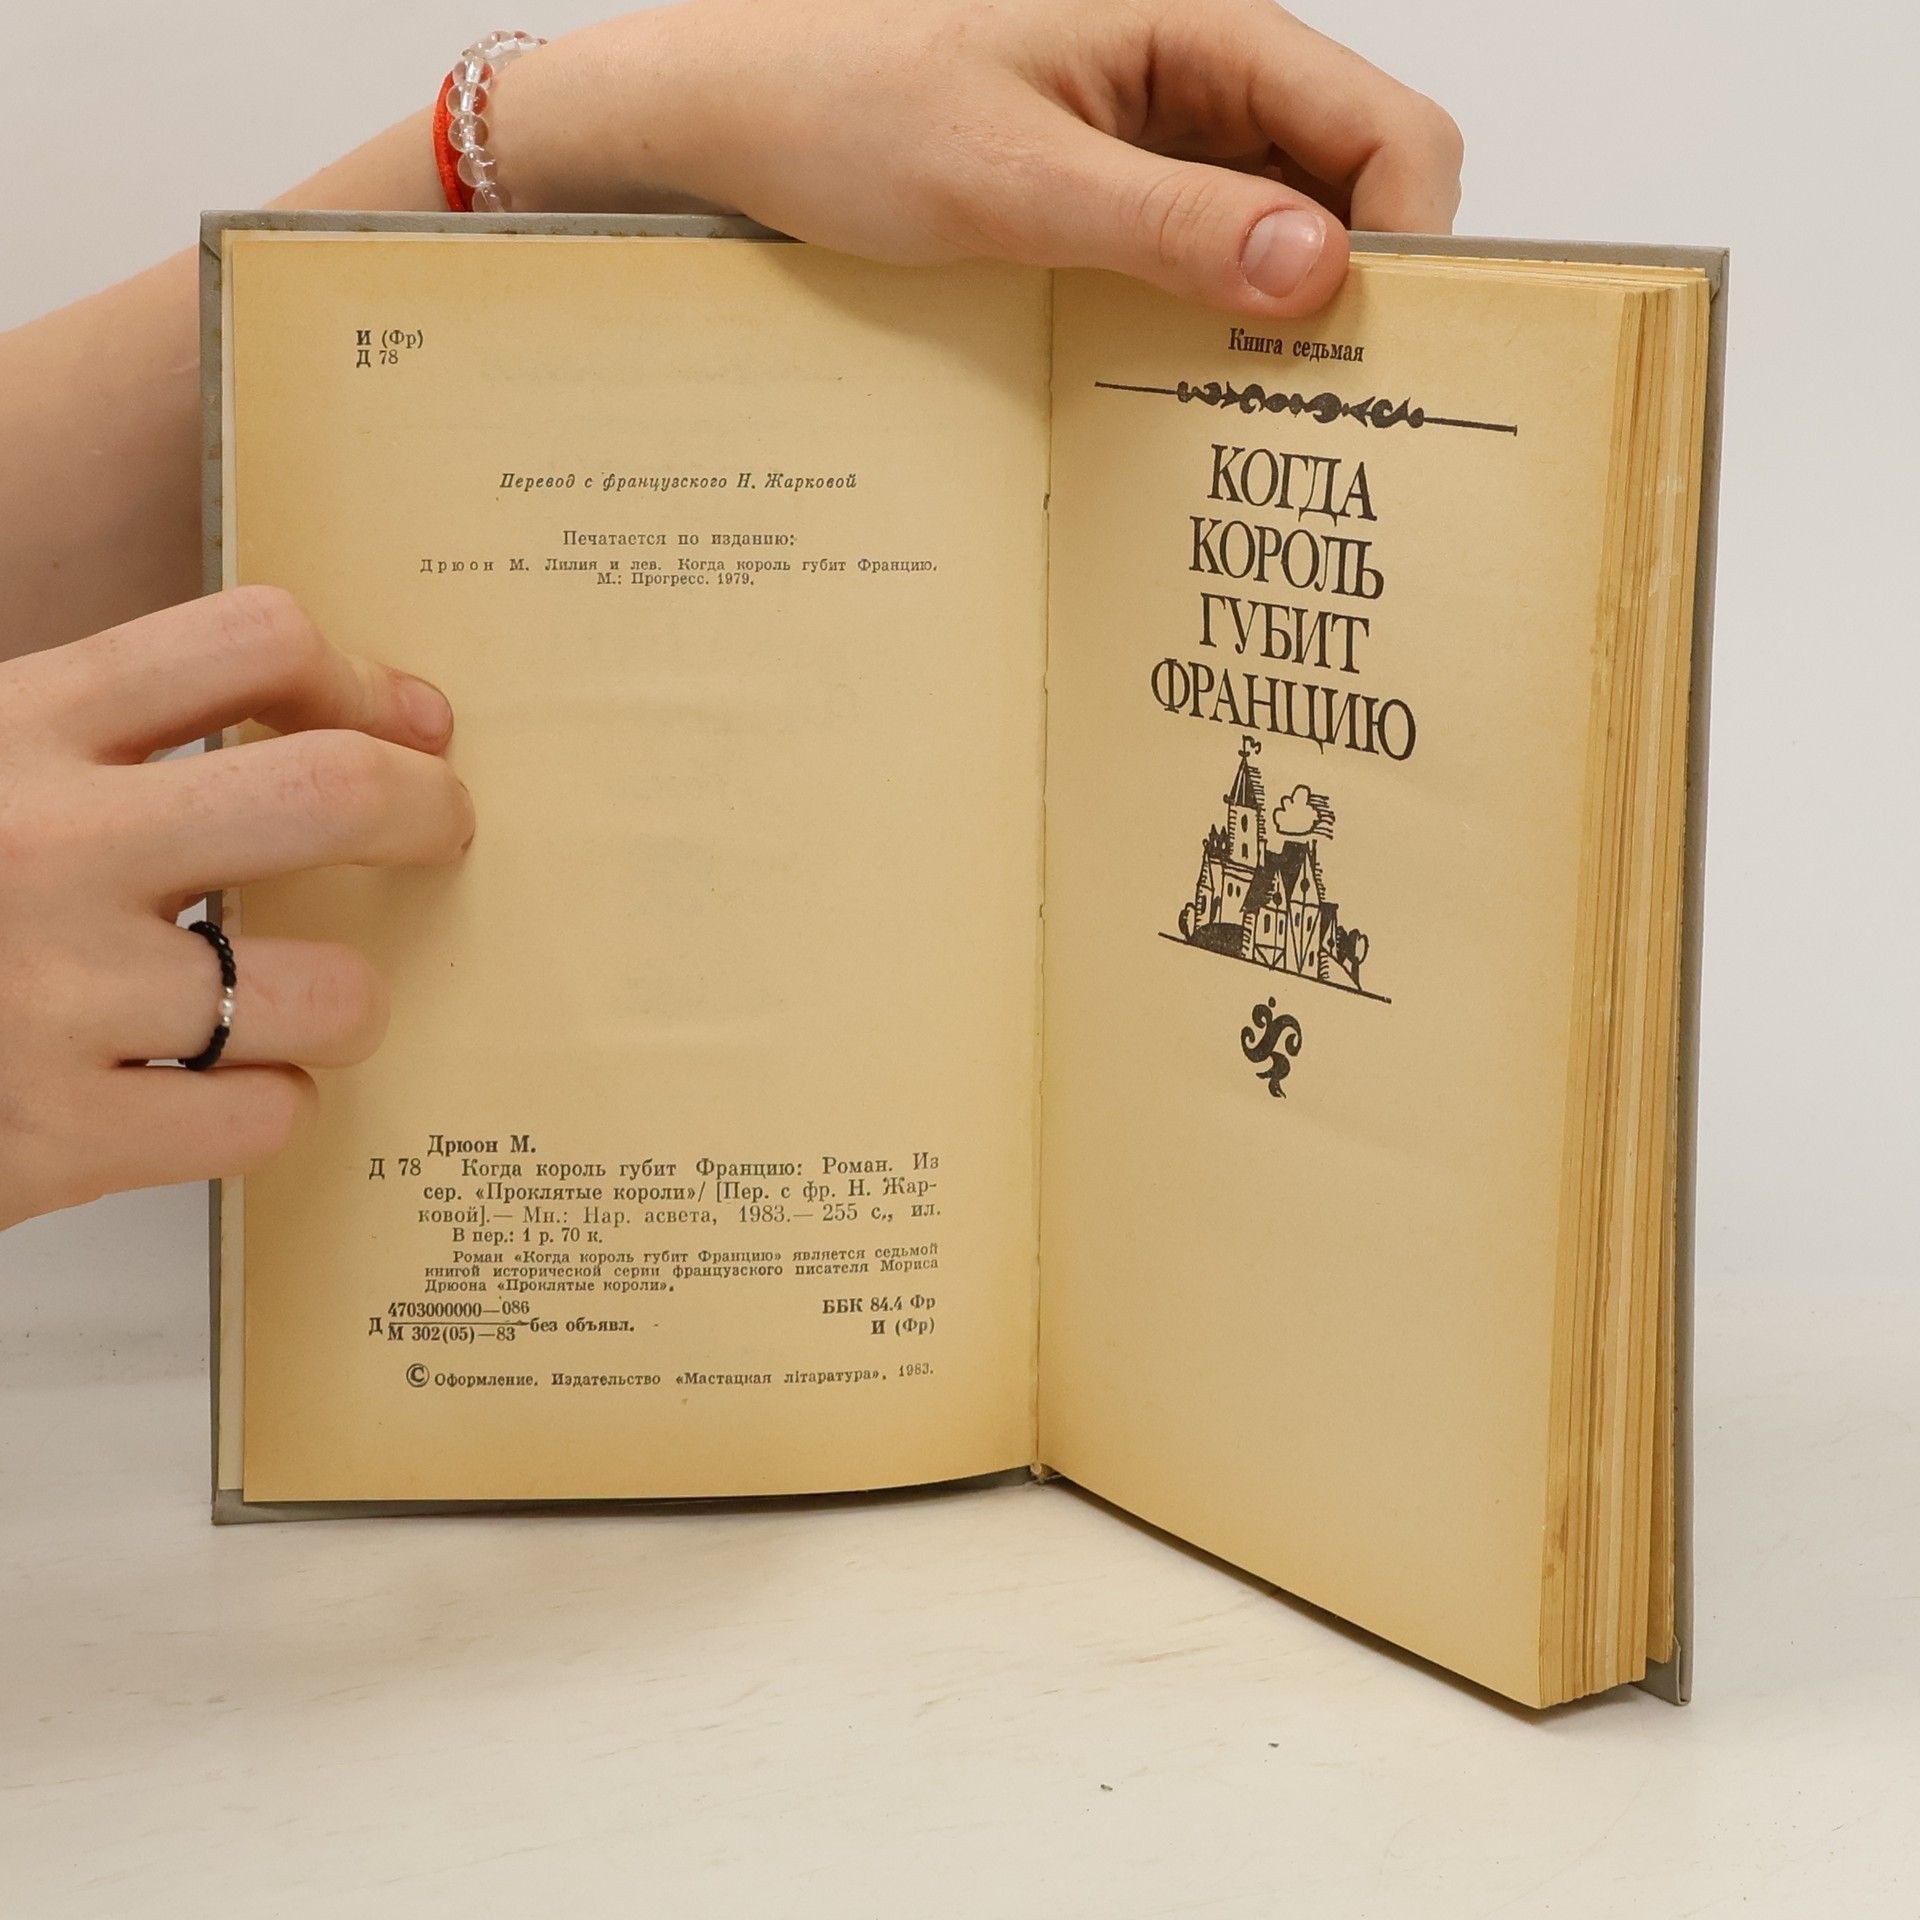 И (Фр)
Д 78
Перевод с французского Н. Жарковой
Печатается по изданию:
Дрюон М. Лилия и лев. Когда король губит Францию.
М.: Прогресс. 1979.
Дрюон М.
Д 78 Когда король губит Францию: Роман. Из
сер. «Проклятые короли»/ [Пер. с фр. Н. Жар-
ковой].— Мн.: Нар. асвета, 1983.— 255 с., ил.
В пер.: 1 р. 70 к.
Роман «Когда король губит Францию» является седьмой
книгой исторической серии французского писателя Мориса
Дрюона «Проклятые короли».
4703000000—086
Д М 302(05)—83 без объявл.
ББК 84.4 Фр
И (Фр)
© Оформление. Издательство «Мастацкая літаратура», 1983.
Книга седьмая
КОГДА
КОРОЛЬ
ГУБИТ
ФРАНЦИЮ